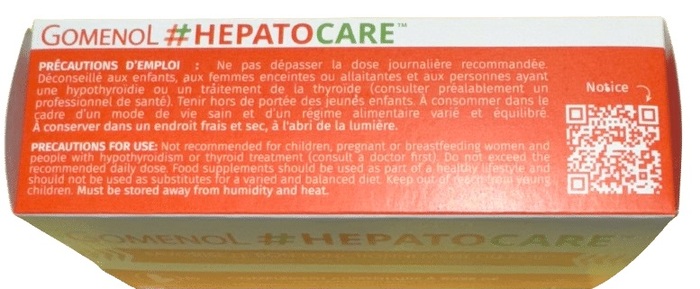 GOMENOL #HEPATOCARE™
PRÉCAUTIONS D'EMPLOI : Ne pas dépasser la dose journalière recommandée.
Déconseillé aux enfants, aux femmes enceintes ou allaitantes et aux personnes ayant
une hypothyroïdie ou un traitement de la thyroïde (consulter préalablement un
professionnel de santé). Tenir hors de portée des jeunes enfants. À consommer dans le
cadre d'un mode de vie sain et d'un régime alimentaire varié et équilibré.
À conserver dans un endroit frais et sec, à l'abri de la lumière.
Notice
PRECAUTIONS FOR USE: Not recommended for children, pregnant or breastfeeding women and
people with hypothyroidism or thyroid treatment (consult a doctor first). Do not exceed the
recommended daily dose. Food supplements should be used as part of a healthy lifestyle and
should not be used as substitutes for a varied and balanced diet. Keep out of reach from young
children. Must be stored away from humidity and heat.
GOMENOL #HEPATOCARE